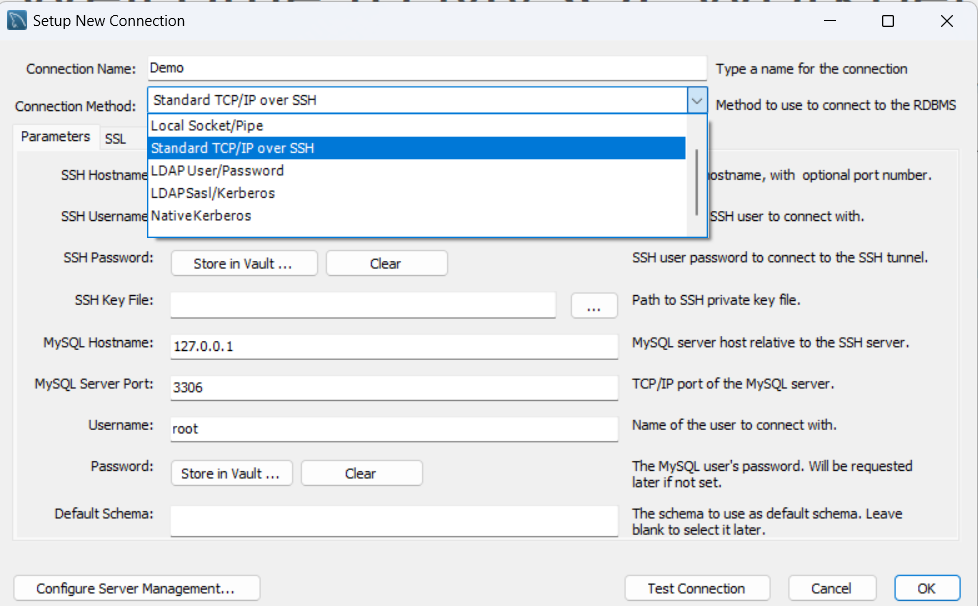 Setup New Connection
Connection Name: Demo Type a name for the connection
Connection Method: Standard TCP/IP over SSH Method to use to connect to the RDBMS
Local Socket/Pipe
Standard TCP/IP over SSH
LDAP User/Password
LDAP Sasl/Kerberos
Native Kerberos
Parameters SSL
SSH Hostname ostname, with optional port number.
SSH Username SSH user to connect with.
SSH Password: Store in Vault ... Clear SSH user password to connect to the SSH tunnel.
SSH Key File: ... Path to SSH private key file.
MySQL Hostname: 127.0.0.1 MySQL server host relative to the SSH server.
MySQL Server Port: 3306 TCP/IP port of the MySQL server.
Username: root Name of the user to connect with.
Password: Store in Vault ... Clear The MySQL user's password. Will be requested
later if not set.
Default Schema: The schema to use as default schema. Leave
blank to select it later.
Configure Server Management... Test Connection Cancel OK